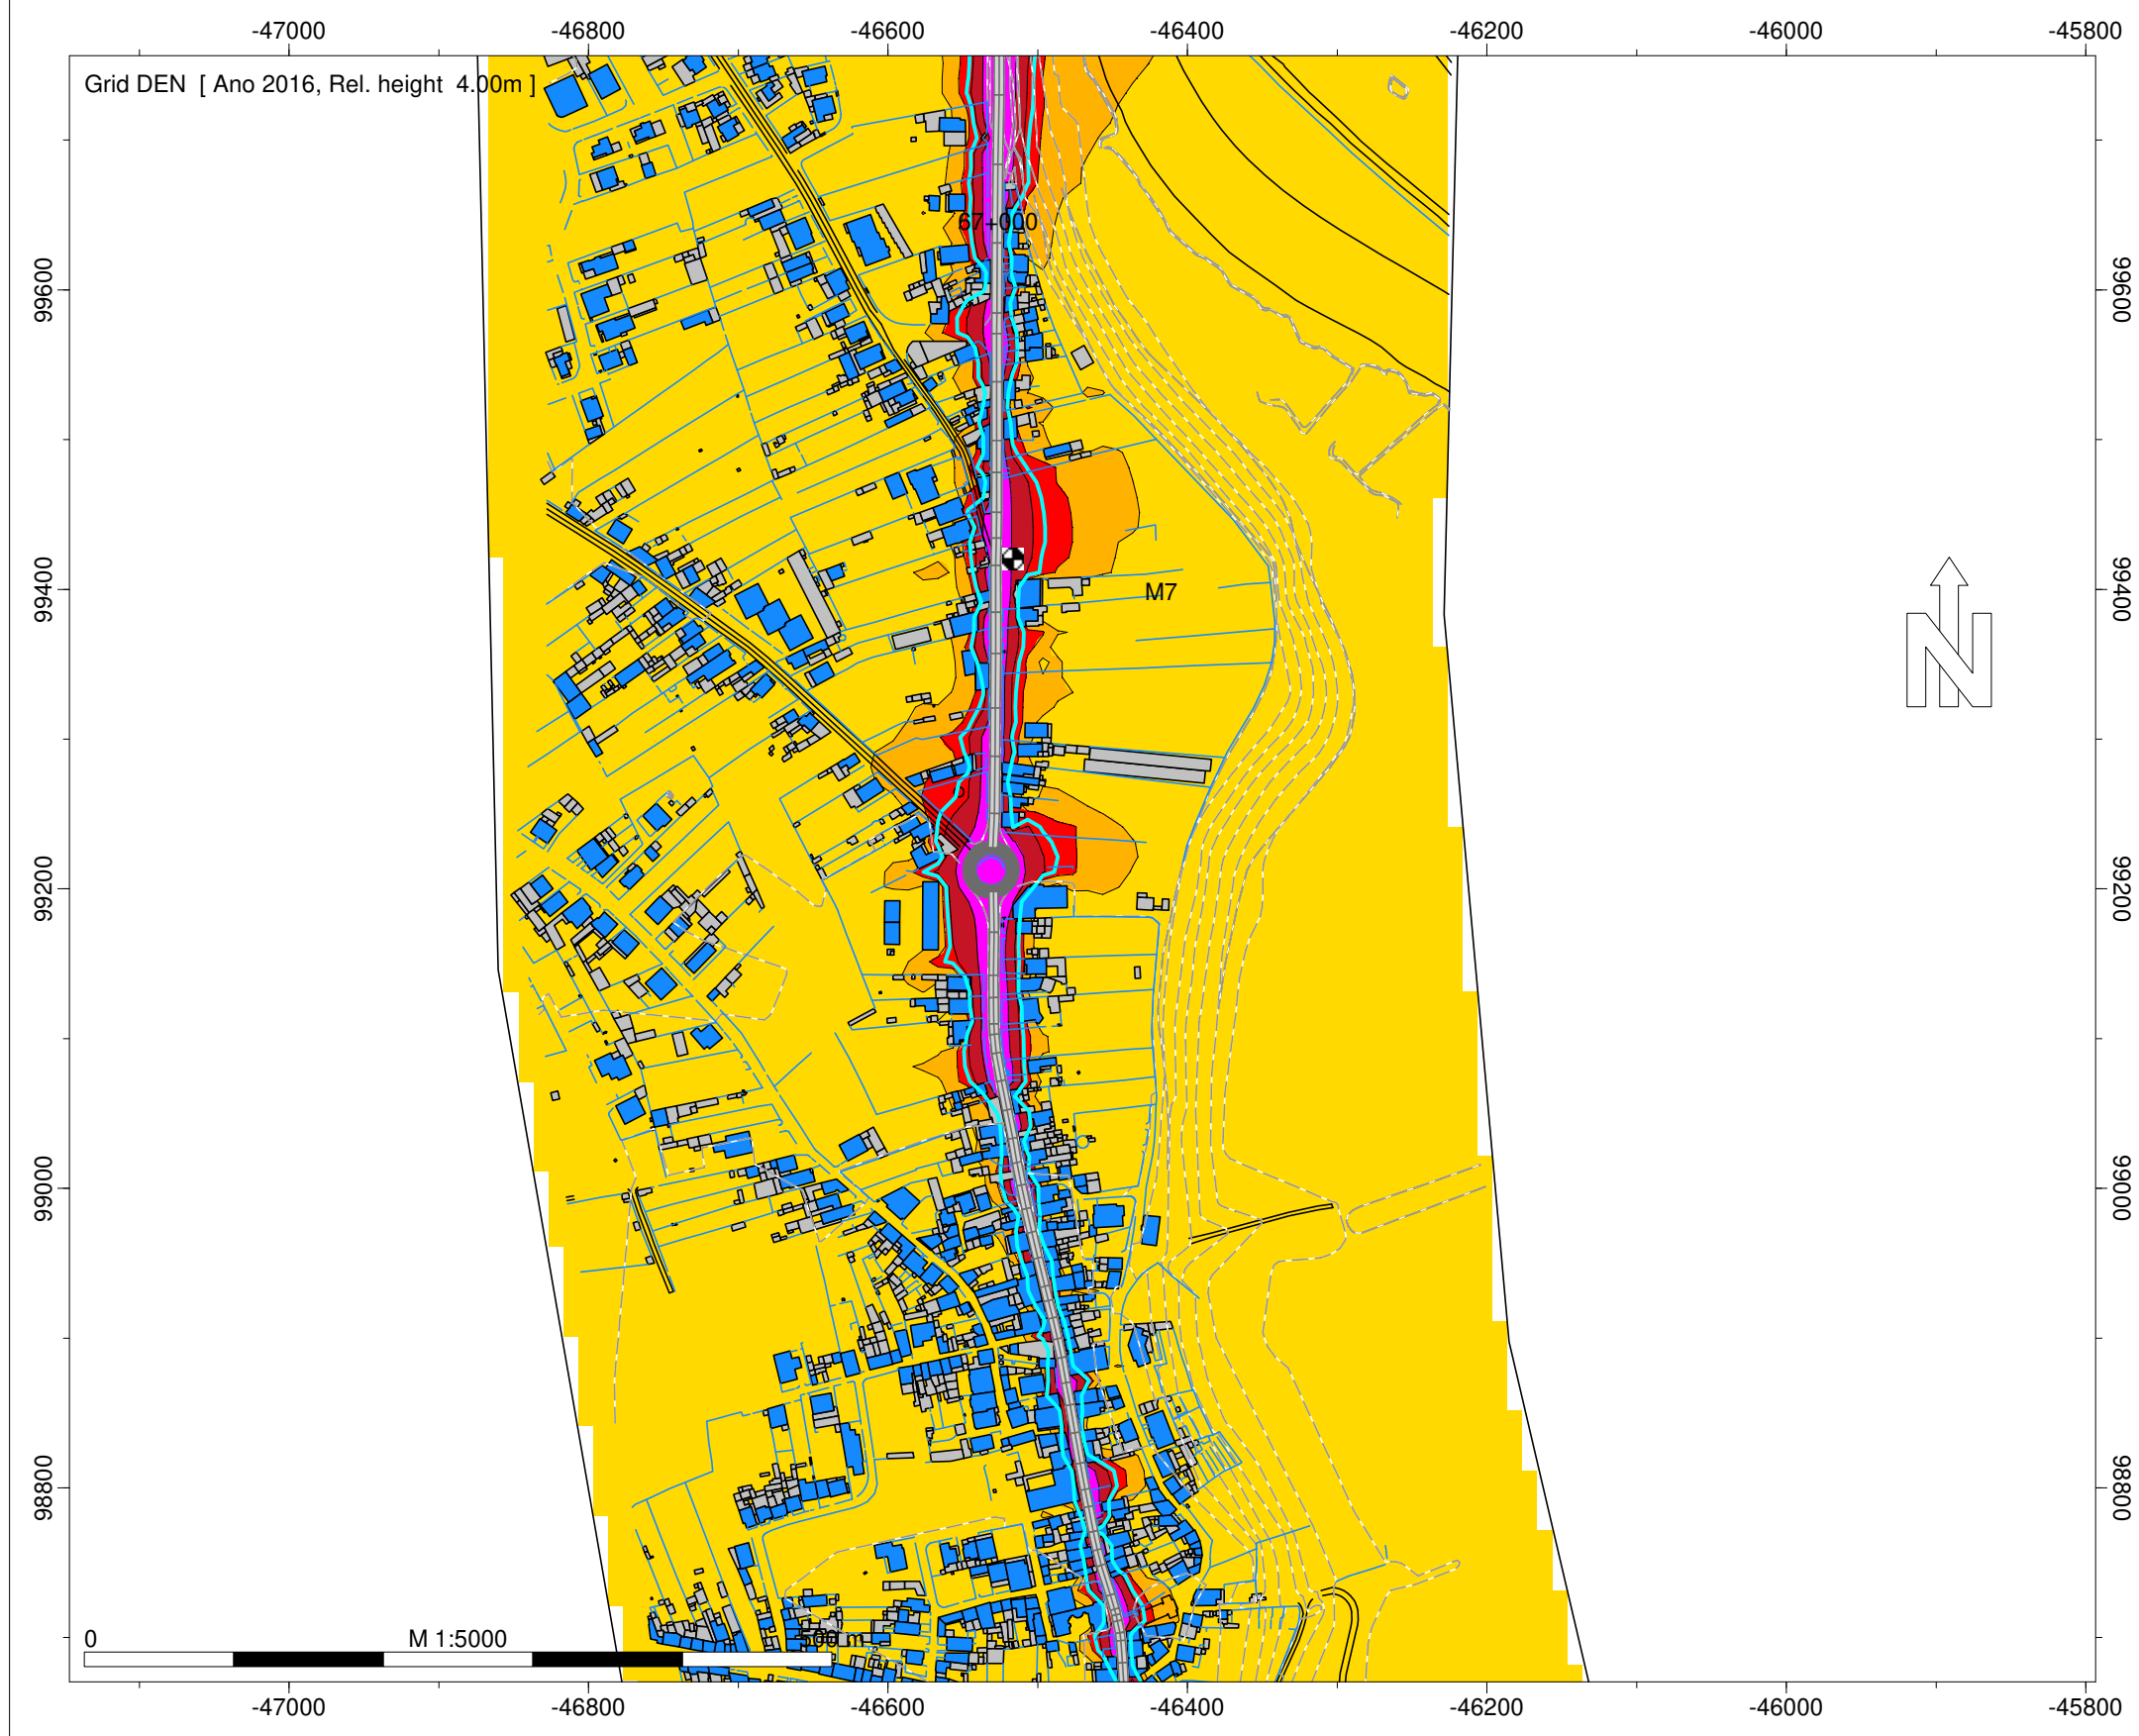 -47000 -46800 -46600 -46400 -46200 -46000 -45800
Grid DEN [ Ano 2016, Rel. height 4.00m ]
67+000
99600 99600
99400 99400
M7
N
99200 99200
99000 99000
98800 98800
0 M 1:5000 500 m
-47000 -46800 -46600 -46400 -46200 -46000 -45800